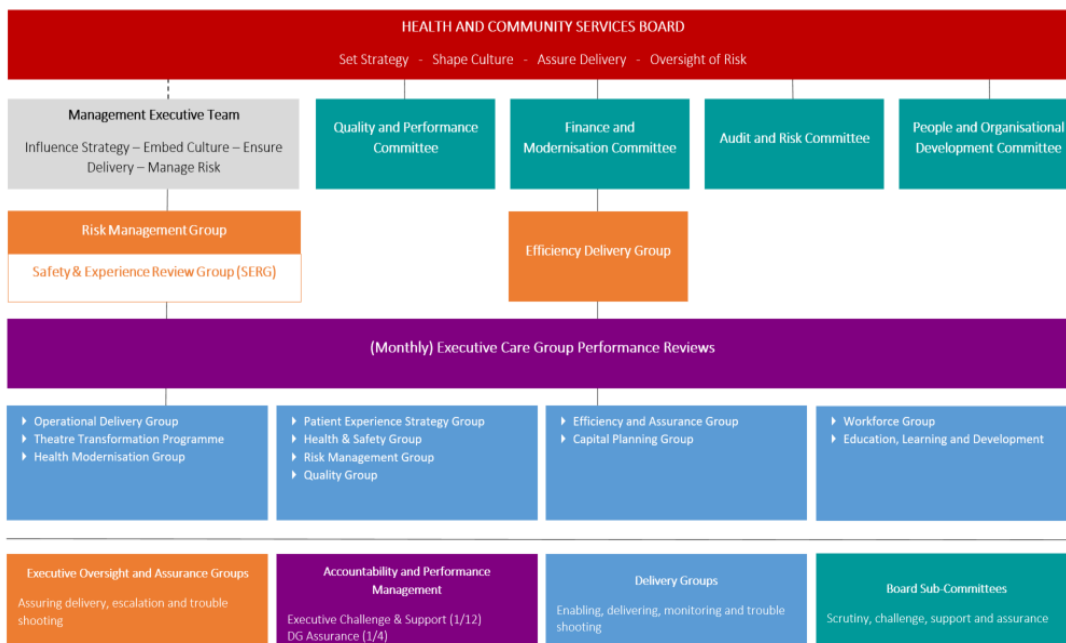 HEALTH AND COMMUNITY SERVICES BOARD
Set Strategy - Shape Culture - Assure Delivery - Oversight of Risk
Management Executive Team
Influence Strategy – Embed Culture – Ensure
Delivery – Manage Risk
Quality and Performance
Committee
Finance and
Modernisation Committee
Audit and Risk Committee
People and Organisational
Development Committee
Risk Management Group
Safety & Experience Review Group (SERG)
Efficiency Delivery Group
(Monthly) Executive Care Group Performance Reviews
Operational Delivery Group
Theatre Transformation Programme
Health Modernisation Group
Patient Experience Strategy Group
Health & Safety Group
Risk Management Group
Quality Group
Efficiency and Assurance Group
Capital Planning Group
Workforce Group
Education, Learning and Development
Executive Oversight and Assurance Groups
Assuring delivery, escalation and trouble
shooting
Accountability and Performance
Management
Executive Challenge & Support (1/12)
DG Assurance (1/4)
Delivery Groups
Enabling, delivering, monitoring and trouble
shooting
Board Sub-Committees
Scrutiny, challenge, support and assurance